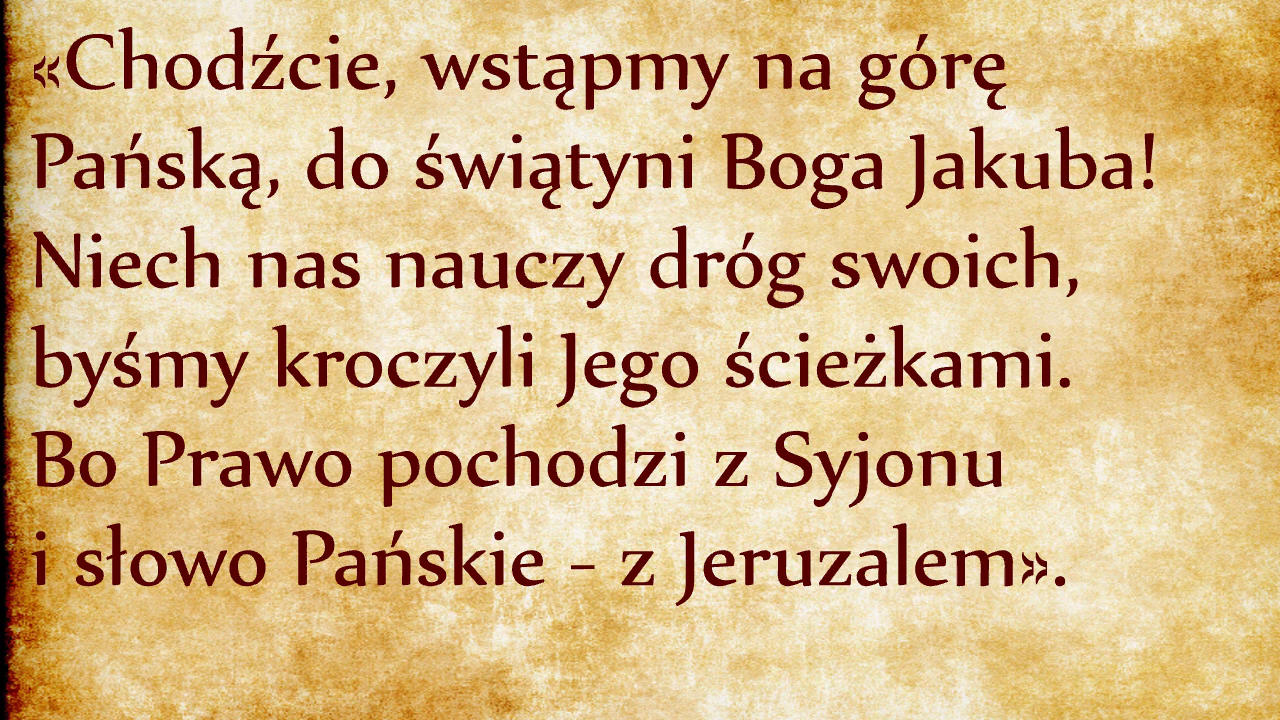 «Chodźcie, wstąpmy na górę
Pańską, do świątyni Boga Jakuba!
Niech nas nauczy dróg swoich,
byśmy kroczyli Jego ścieżkami.
Bo Prawo pochodzi z Syjonu
i słowo Pańskie - z Jeruzalem».